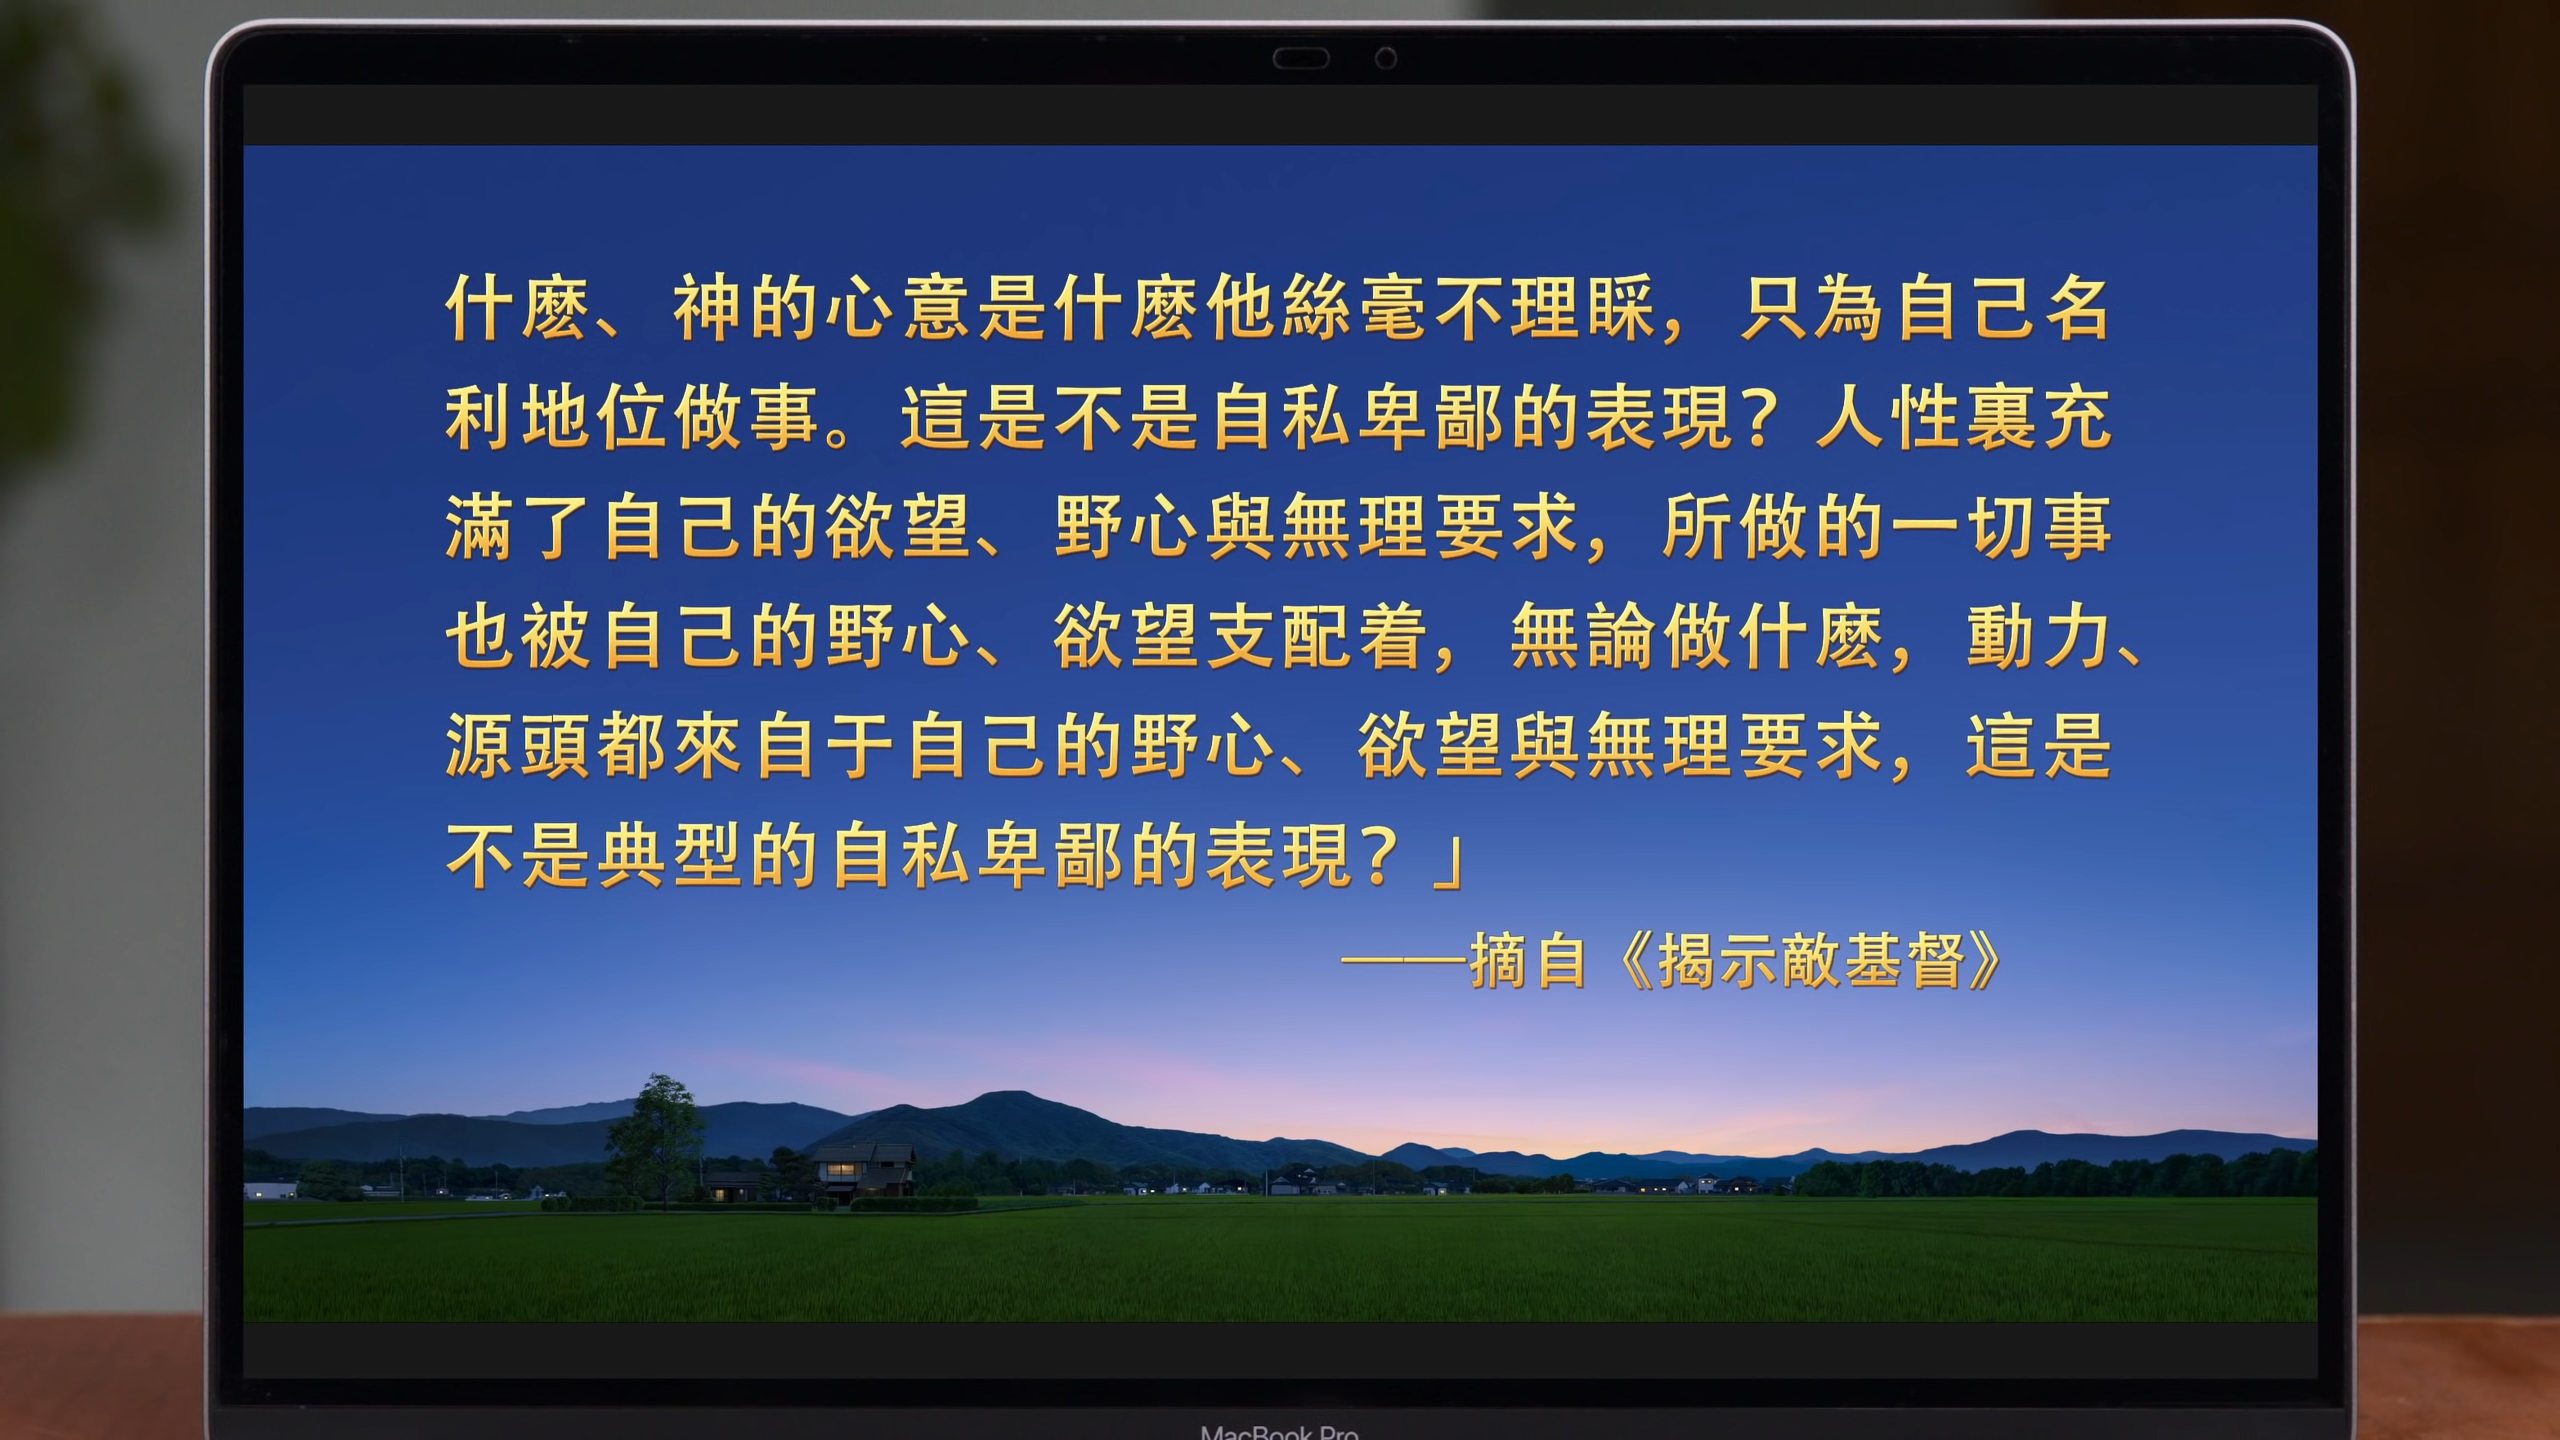 什麽、神的心意是什麽他絲毫不理睬，只為自己名
利地位做事。這是不是自私卑鄙的表現？人性裏充
滿了自己的欲望、野心與無理要求，所做的一切事
也被自己的野心、欲望支配着，無論做什麽，動力、
源頭都來自于自己的野心、欲望與無理要求，這是
不是典型的自私卑鄙的表現？」
——摘自《揭示敵基督》
MacBook Pro